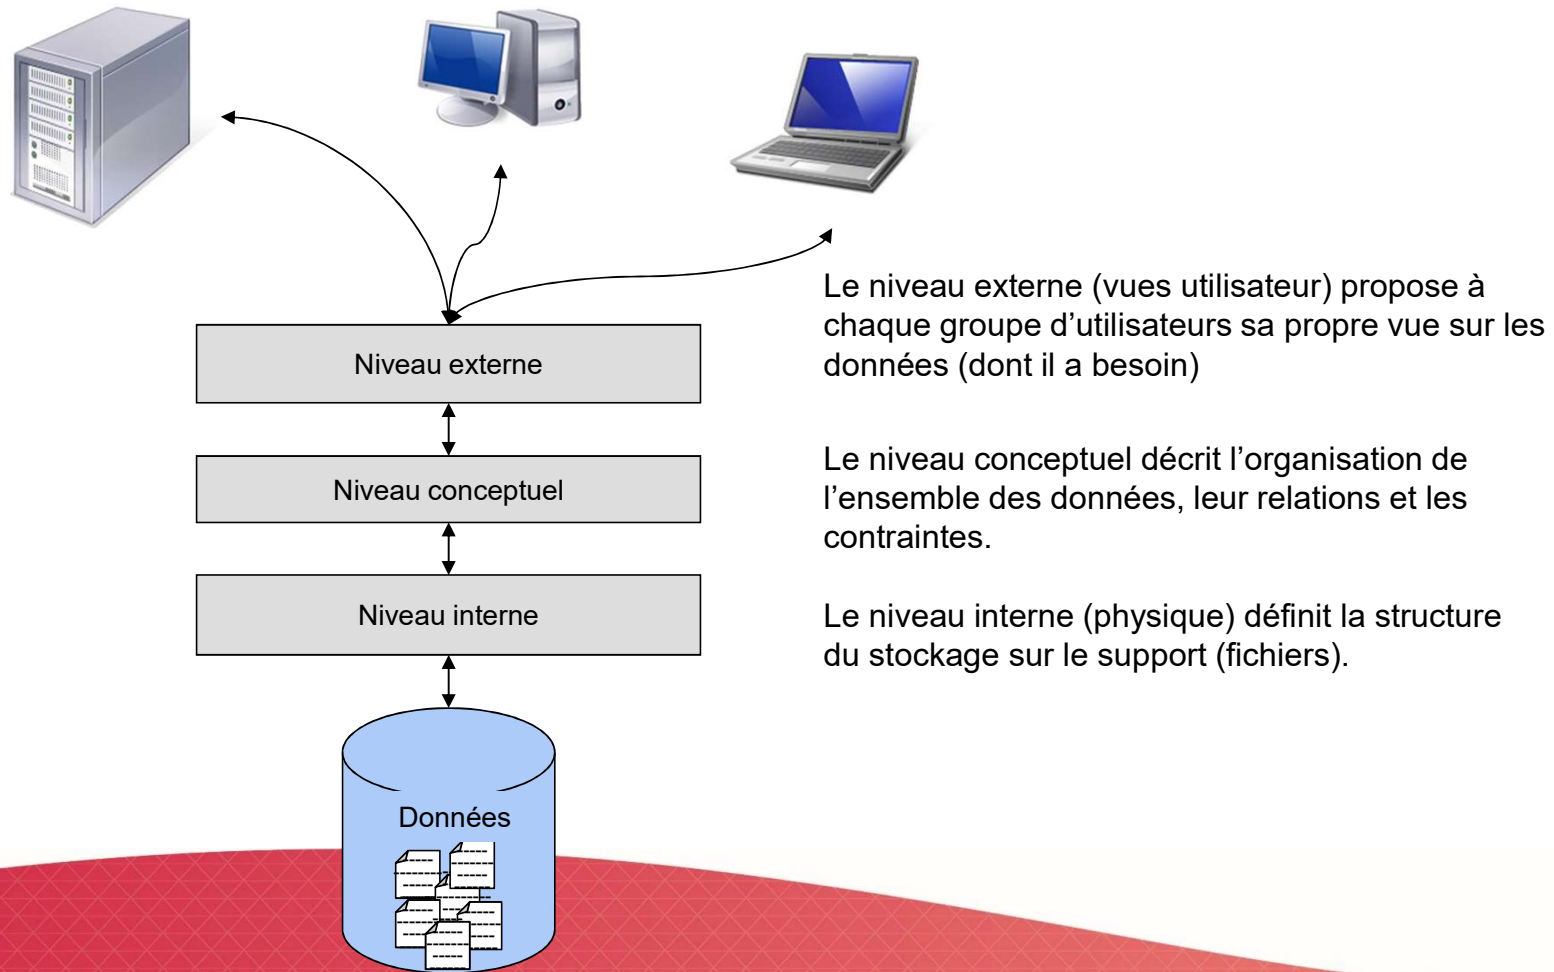 Niveau externe
Niveau conceptuel
Niveau interne
Données
Le niveau externe (vues utilisateur) propose à
chaque groupe d’utilisateurs sa propre vue sur les
données (dont il a besoin)
Le niveau conceptuel décrit l’organisation de
l’ensemble des données, leur relations et les
contraintes.
Le niveau interne (physique) définit la structure
du stockage sur le support (fichiers).